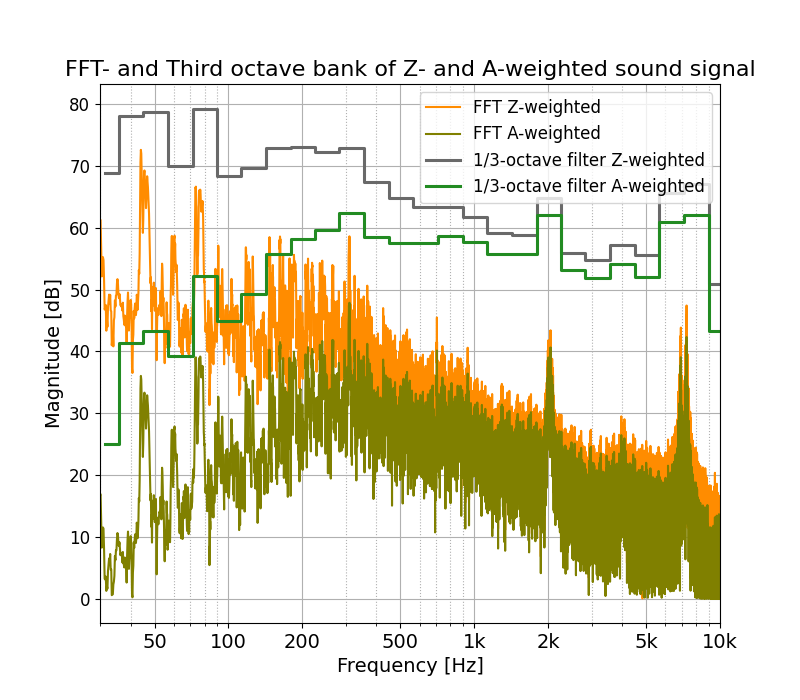 FFT- and Third octave bank of Z- and A-weighted sound signal
FFT Z-weighted
FFT A-weighted
1/3-octave filter Z-weighted
1/3-octave filter A-weighted
Magnitude [dB]
80
70
60
50
40
30
20
10
0
50 100 200 500 1k 2k 5k 10k
Frequency [Hz]